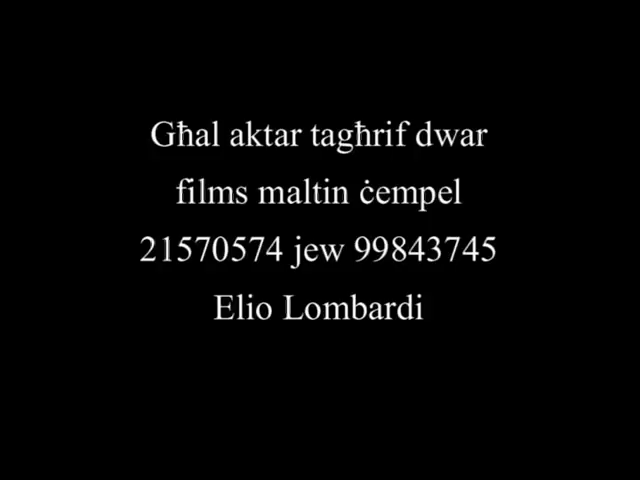 Għal aktar tagħrif dwar
films maltin ċempel
21570574 jew 99843745
Elio Lombardi